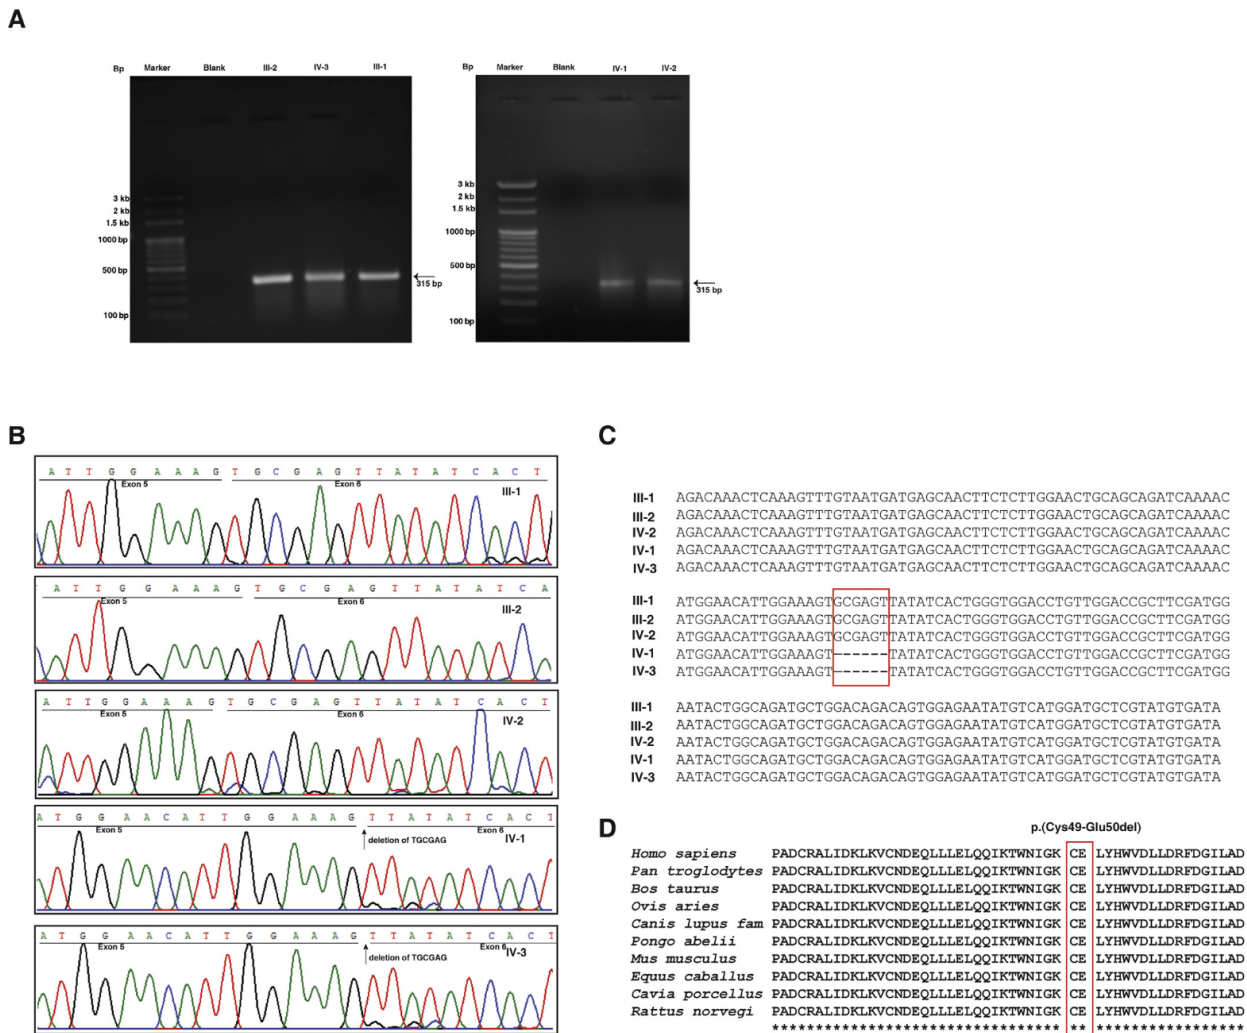 A
Bp Marker Blank III-2 IV-3 III-1
3 kb
2 kb
1.5 kb
1000 bp
500 bp
100 bp
315 bp
Bp Marker Blank IV-1 IV-2
3 kb
2 kb
1.5 kb
1000 bp
500 bp
100 bp
315 bp
B
A T T G G A A A G T G C G A G T T A T A T C A C T
Exon 5 Exon 6
III-1
A T T G G A A A G T G C G A G T T A T A T C A
Exon 5 Exon 6
III-2
A T T G G A A A G T G C G A G T T A T A T C A C T
Exon 5 Exon 6
IV-2
A T G G A A C A T T G G A A A G T T A T A T C A C T
Exon 5 Exon 6
deletion of TGCGAG IV-1
A T G G A A C A T T G G A A A G T T A T A T C A C T
Exon 5 Exon 6
deletion of TGCGAG IV-3
C
III-1 AGACAAACTCAAAGTTTGTAATGATGAGCAACTTCTCTTGGAACTGCAGCAGATCAAAAC
III-2 AGACAAACTCAAAGTTTGTAATGATGAGCAACTTCTCTTGGAACTGCAGCAGATCAAAAC
IV-2 AGACAAACTCAAAGTTTGTAATGATGAGCAACTTCTCTTGGAACTGCAGCAGATCAAAAC
IV-1 AGACAAACTCAAAGTTTGTAATGATGAGCAACTTCTCTTGGAACTGCAGCAGATCAAAAC
IV-3 AGACAAACTCAAAGTTTGTAATGATGAGCAACTTCTCTTGGAACTGCAGCAGATCAAAAC
III-1 ATGGAACATTGGAAAGTGCGAGTTATATCACTGGGTGGACCTGTTGGACCGCTTCGATGG
III-2 ATGGAACATTGGAAAGTGCGAGTTATATCACTGGGTGGACCTGTTGGACCGCTTCGATGG
IV-2 ATGGAACATTGGAAAGTGCGAGTTATATCACTGGGTGGACCTGTTGGACCGCTTCGATGG
IV-1 ATGGAACATTGGAAAGT------TATATCACTGGGTGGACCTGTTGGACCGCTTCGATGG
IV-3 ATGGAACATTGGAAAGT------TATATCACTGGGTGGACCTGTTGGACCGCTTCGATGG
III-1 AATACTGGCAGATGCTGGACAGACAGTGGAGAATATGTCATGGATGCTCGTATGTGATA
III-2 AATACTGGCAGATGCTGGACAGACAGTGGAGAATATGTCATGGATGCTCGTATGTGATA
IV-2 AATACTGGCAGATGCTGGACAGACAGTGGAGAATATGTCATGGATGCTCGTATGTGATA
IV-1 AATACTGGCAGATGCTGGACAGACAGTGGAGAATATGTCATGGATGCTCGTATGTGATA
IV-3 AATACTGGCAGATGCTGGACAGACAGTGGAGAATATGTCATGGATGCTCGTATGTGATA
D
p.(Cys49-Glu50del)
Homo sapiens PADCRALIDKLKVCNDEQLLLELQQIKTWNIGK CE LYHWVDLLDRFDGILAD
Pan troglodytes PADCRALIDKLKVCNDEQLLLELQQIKTWNIGK CE LYHWVDLLDRFDGILAD
Bos taurus PADCRALIDKLKVCNDEQLLLELQQIKTWNIGK CE LYHWVDLLDRFDGILAD
Ovis aries PADCRALIDKLKVCNDEQLLLELQQIKTWNIGK CE LYHWVDLLDRFDGILAD
Canis lupus fam PADCRALIDKLKVCNDEQLLLELQQIKTWNIGK CE LYHWVDLLDRFDGILAD
Pongo abelii PADCRALIDKLKVCNDEQLLLELQQIKTWNIGK CE LYHWVDLLDRFDGILAD
Mus musculus PADCRALIDKLKVCNDEQLLLELQQIKTWNIGK CE LYHWVDLLDRFDGILAD
Equus caballus PADCRALIDKLKVCNDEQLLLELQQIKTWNIGK CE LYHWVDLLDRFDGILAD
Cavia porcellus PADCRALIDKLKVCNDEQLLLELQQIKTWNIGK CE LYHWVDLLDRFDGILAD
Rattus norvegi PADCRALIDKLKVCNDEQLLLELQQIKTWNIGK CE LYHWVDLLDRFDGILAD
********************************* ** *****************